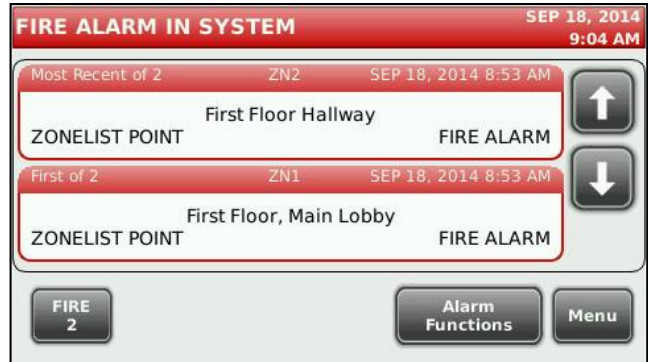 FIRE ALARM IN SYSTEM
SEP 18, 2014
9:04 AM
Most Recent of 2 ZN2 SEP 18, 2014 8:53 AM
First Floor Hallway
ZONELIST POINT FIRE ALARM
First of 2 ZN1 SEP 18, 2014 8:53 AM
First Floor, Main Lobby
ZONELIST POINT FIRE ALARM
FIRE
2
Alarm
Functions
Menu